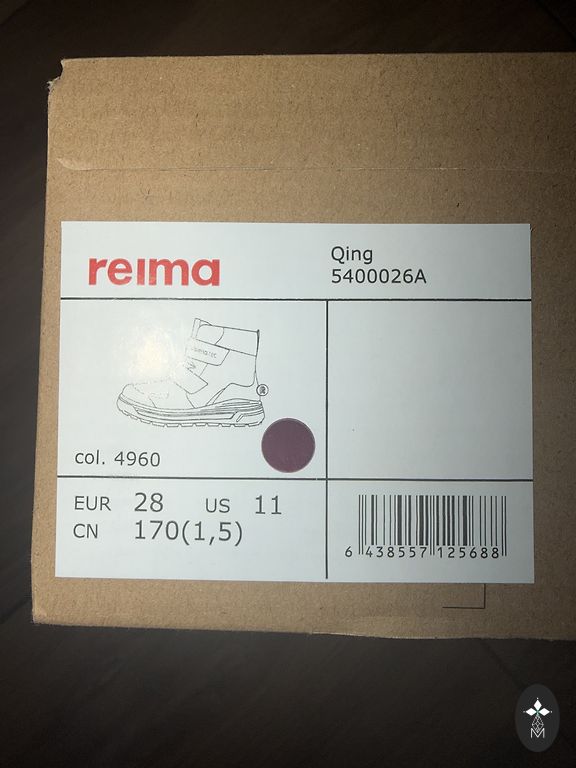 reima
Qing
5400026A
col. 4960
EUR 28 US 11
CN 170(1,5)
6 438557 125688
M